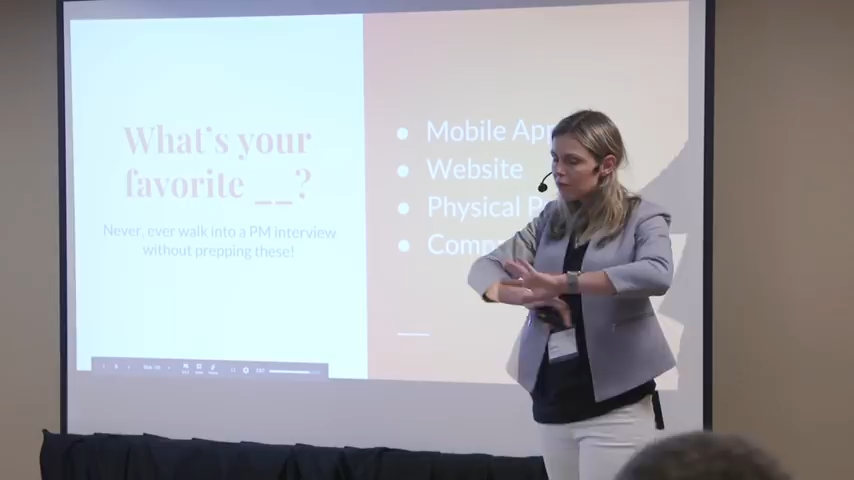 What's your
favorite __?
Never, ever walk into a PM interview
without prepping these!
● Mobile App
● Website
● Physical
● Comp